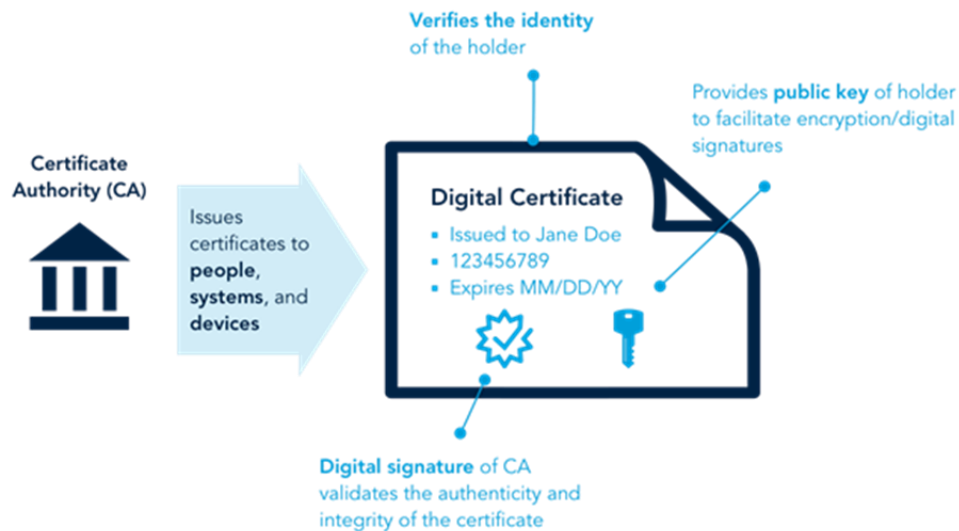 Verifies the identity
of the holder
Provides public key of holder
to facilitate encryption/digital
signatures
Certificate
Authority (CA)
Issues
certificates to
people,
systems, and
devices
Digital Certificate
▪ Issued to Jane Doe
▪ 123456789
▪ Expires MM/DD/YY
Digital signature of CA
validates the authenticity and
integrity of the certificate